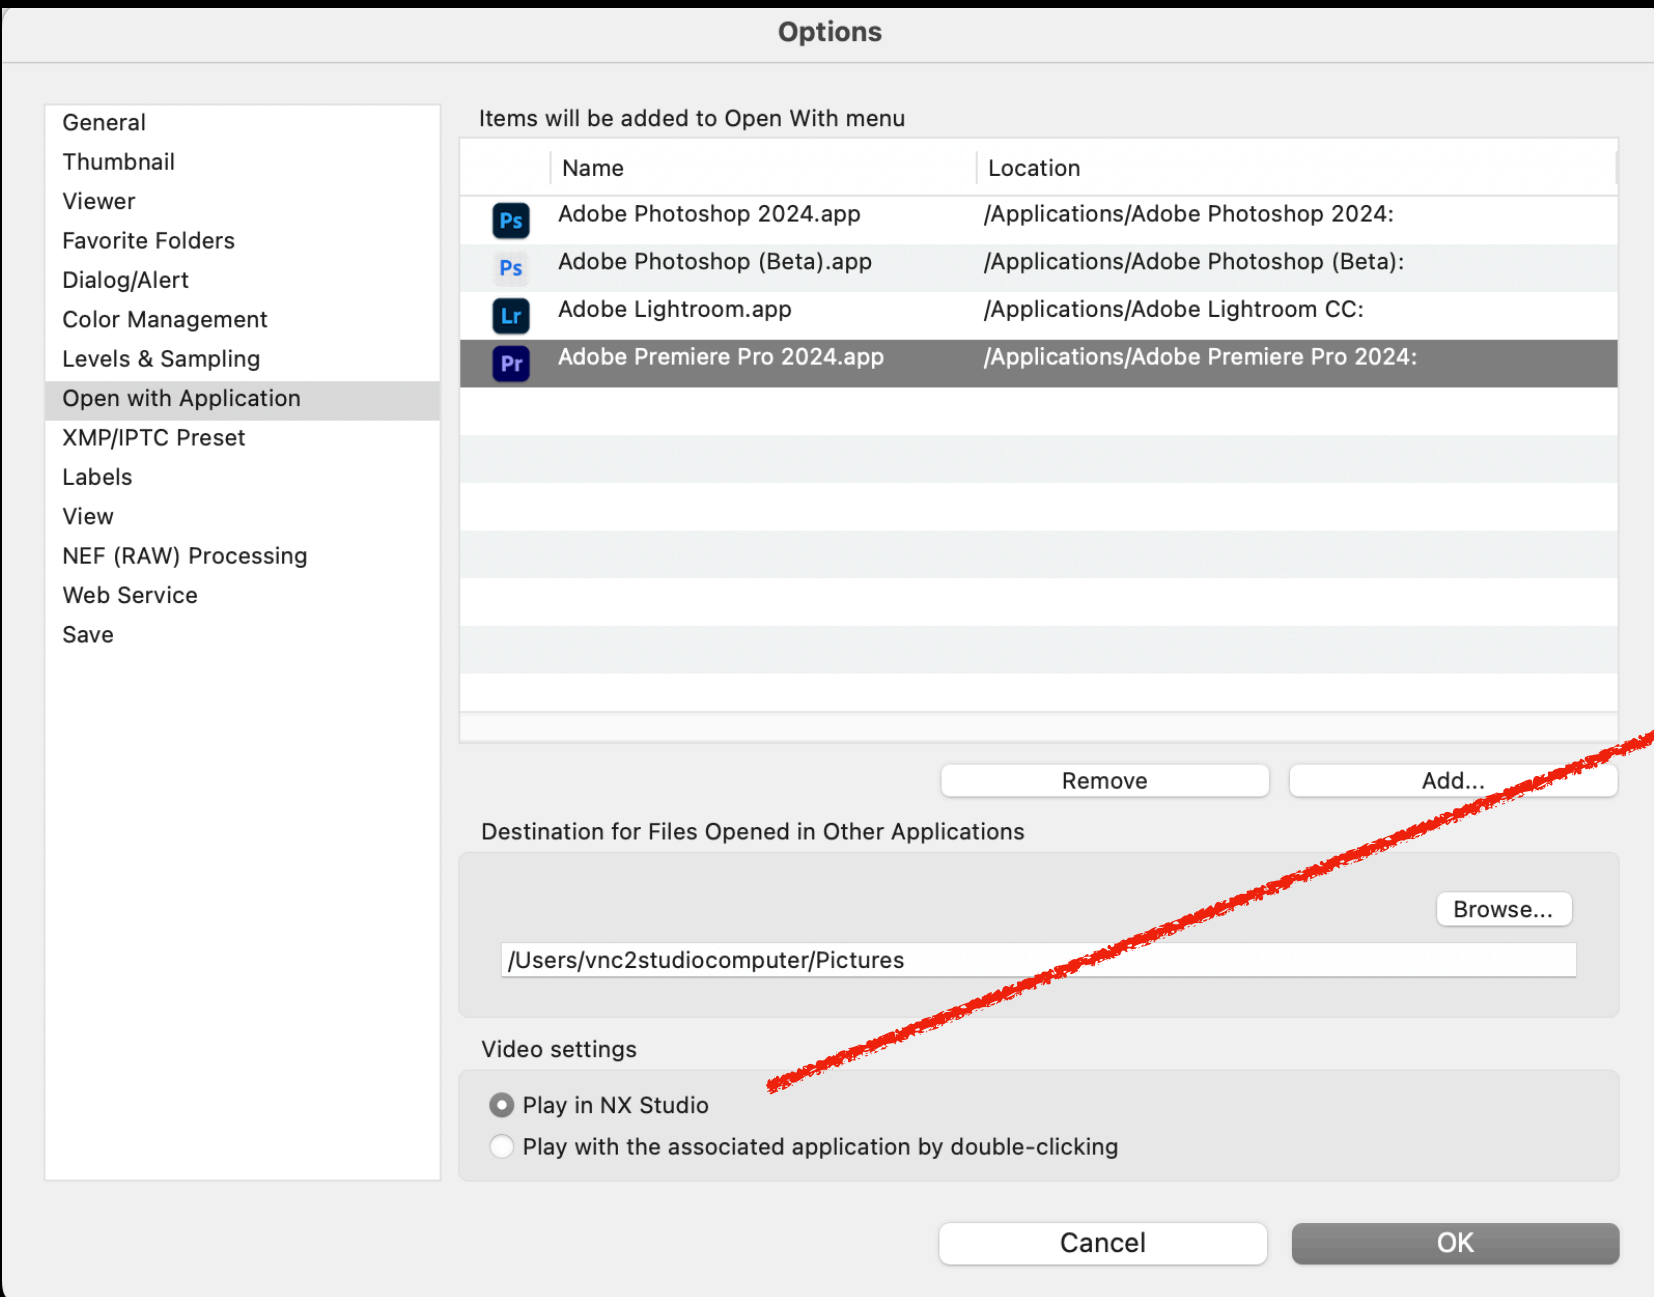 Options
General
Thumbnail
Viewer
Favorite Folders
Dialog/Alert
Color Management
Levels & Sampling
Open with Application
XMP/IPTC Preset
Labels
View
NEF (RAW) Processing
Web Service
Save
Items will be added to Open With menu
Name Location
Ps Adobe Photoshop 2024.app /Applications/Adobe Photoshop 2024:
Ps Adobe Photoshop (Beta).app /Applications/Adobe Photoshop (Beta):
Lr Adobe Lightroom.app /Applications/Adobe Lightroom CC:
Pr Adobe Premiere Pro 2024.app /Applications/Adobe Premiere Pro 2024:
Remove Add...
Destination for Files Opened in Other Applications
Browse...
/Users/vnc2studiocomputer/Pictures
Video settings
Play in NX Studio
Play with the associated application by double-clicking
Cancel OK